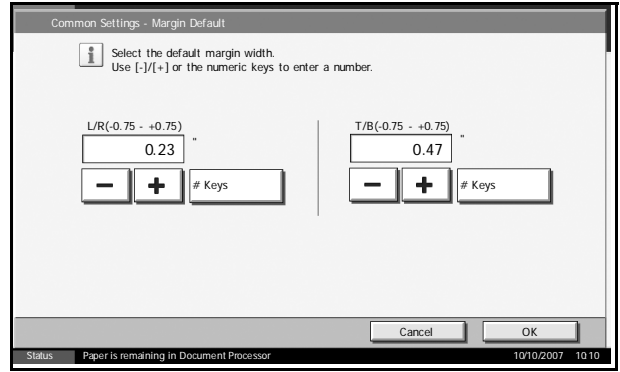 Common Settings - Margin Default
Select the default margin width.
Use [-]/[+] or the numeric keys to enter a number.
L/R(-0.75 - +0.75)
T/B(-0.75 - +0.75)
0.23 "
0.47 "
# Keys
# Keys
Cancel
OK
Status Paper is remaining in Document Processor 10/10/2007 10:10